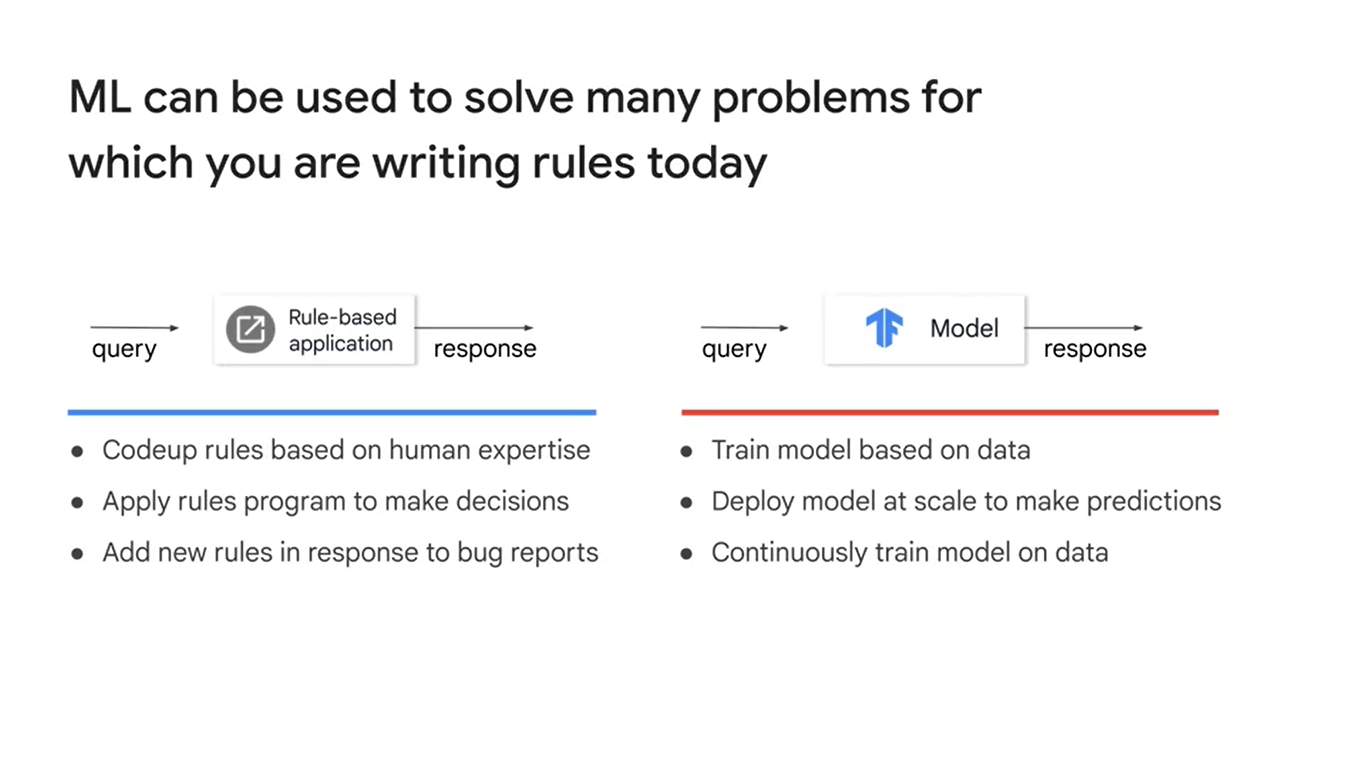 ML can be used to solve many problems for
which you are writing rules today
query
Rule-based
application
response
query
Model
response
● Codeup rules based on human expertise
● Apply rules program to make decisions
● Add new rules in response to bug reports
● Train model based on data
● Deploy model at scale to make predictions
● Continuously train model on data